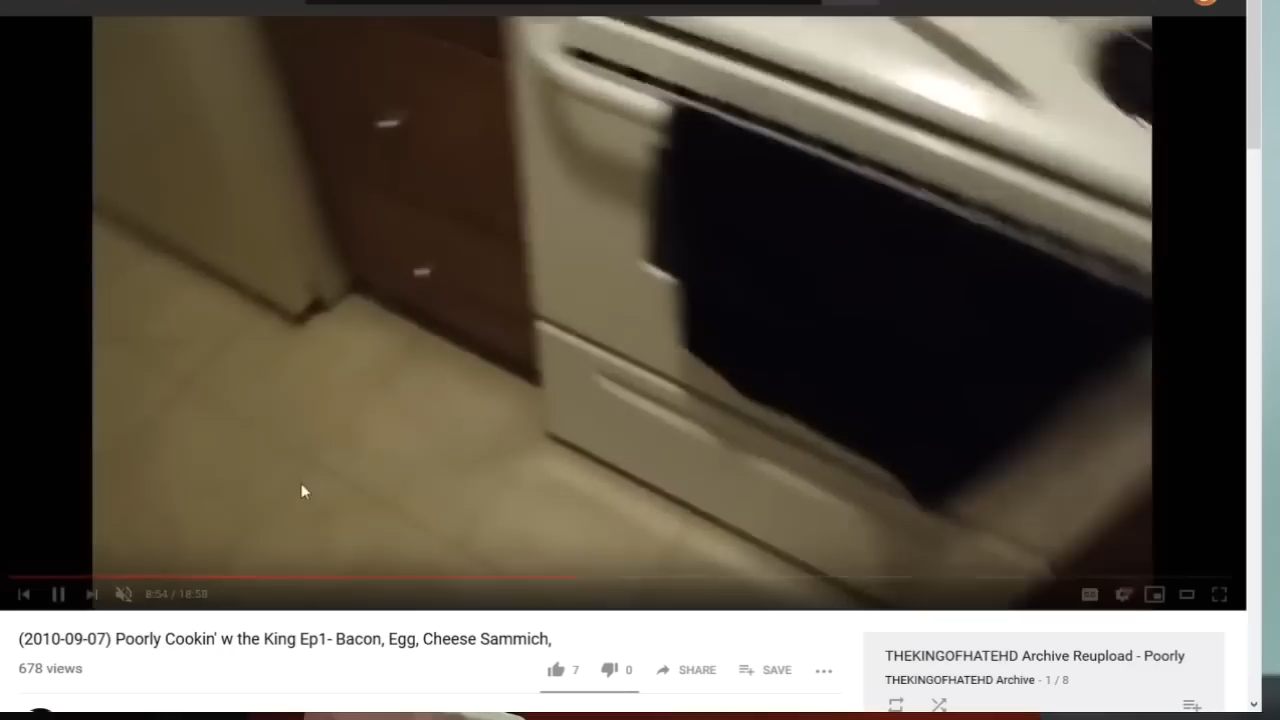 8:54 / 18:58
(2010-09-07) Poorly Cookin' w the King Ep1- Bacon, Egg, Cheese Sammich,
678 views
7
0
SHARE
SAVE
THEKINGOFHATEHD Archive Reupload - Poorly
THEKINGOFHATEHD Archive - 1 / 8